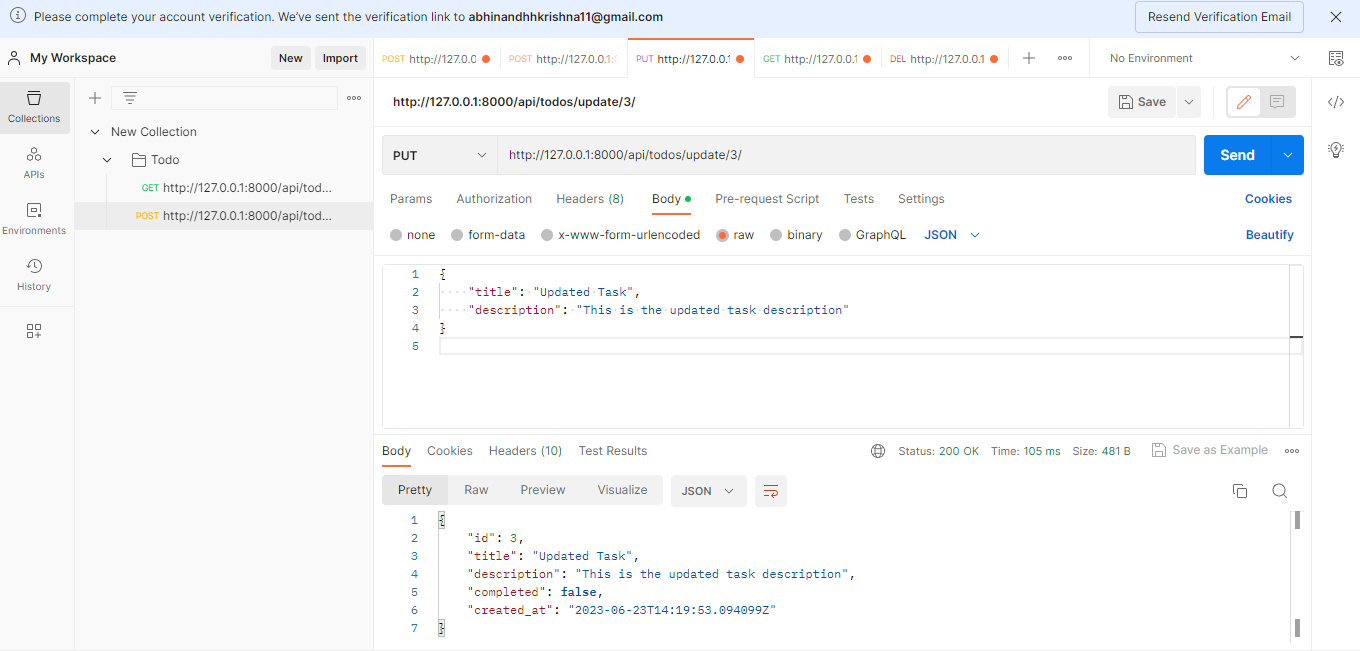 Please complete your account verification. We've sent the verification link to abhinandhhkrishna11@gmail.com
Resend Verification Email
My Workspace
New
Import
POST http://127.0.0
POST http://127.0.0.1:
PUT http://127.0.0.1
GET http://127.0.0.1
DEL http://127.0.0.1
No Environment
Collections
APIs
Environments
History
New Collection
Todo
GET http://127.0.0.1:8000/api/tod...
POST http://127.0.0.1:8000/api/tod...
http://127.0.0.1:8000/api/todos/update/3/
Save
PUT
http://127.0.0.1:8000/api/todos/update/3/
Send
Params
Authorization
Headers (8)
Body
Pre-request Script
Tests
Settings
Cookies
none
form-data
x-www-form-urlencoded
raw
binary
GraphQL
JSON
Beautify
1 {
2 "title": "Updated Task",
3 "description": "This is the updated task description"
4 }
5
Body
Cookies
Headers (10)
Test Results
Status: 200 OK
Time: 105 ms
Size: 481 B
Save as Example
Pretty
Raw
Preview
Visualize
JSON
1 {
2 "id": 3,
3 "title": "Updated Task",
4 "description": "This is the updated task description",
5 "completed": false,
6 "created_at": "2023-06-23T14:19:53.094099Z"
7 }